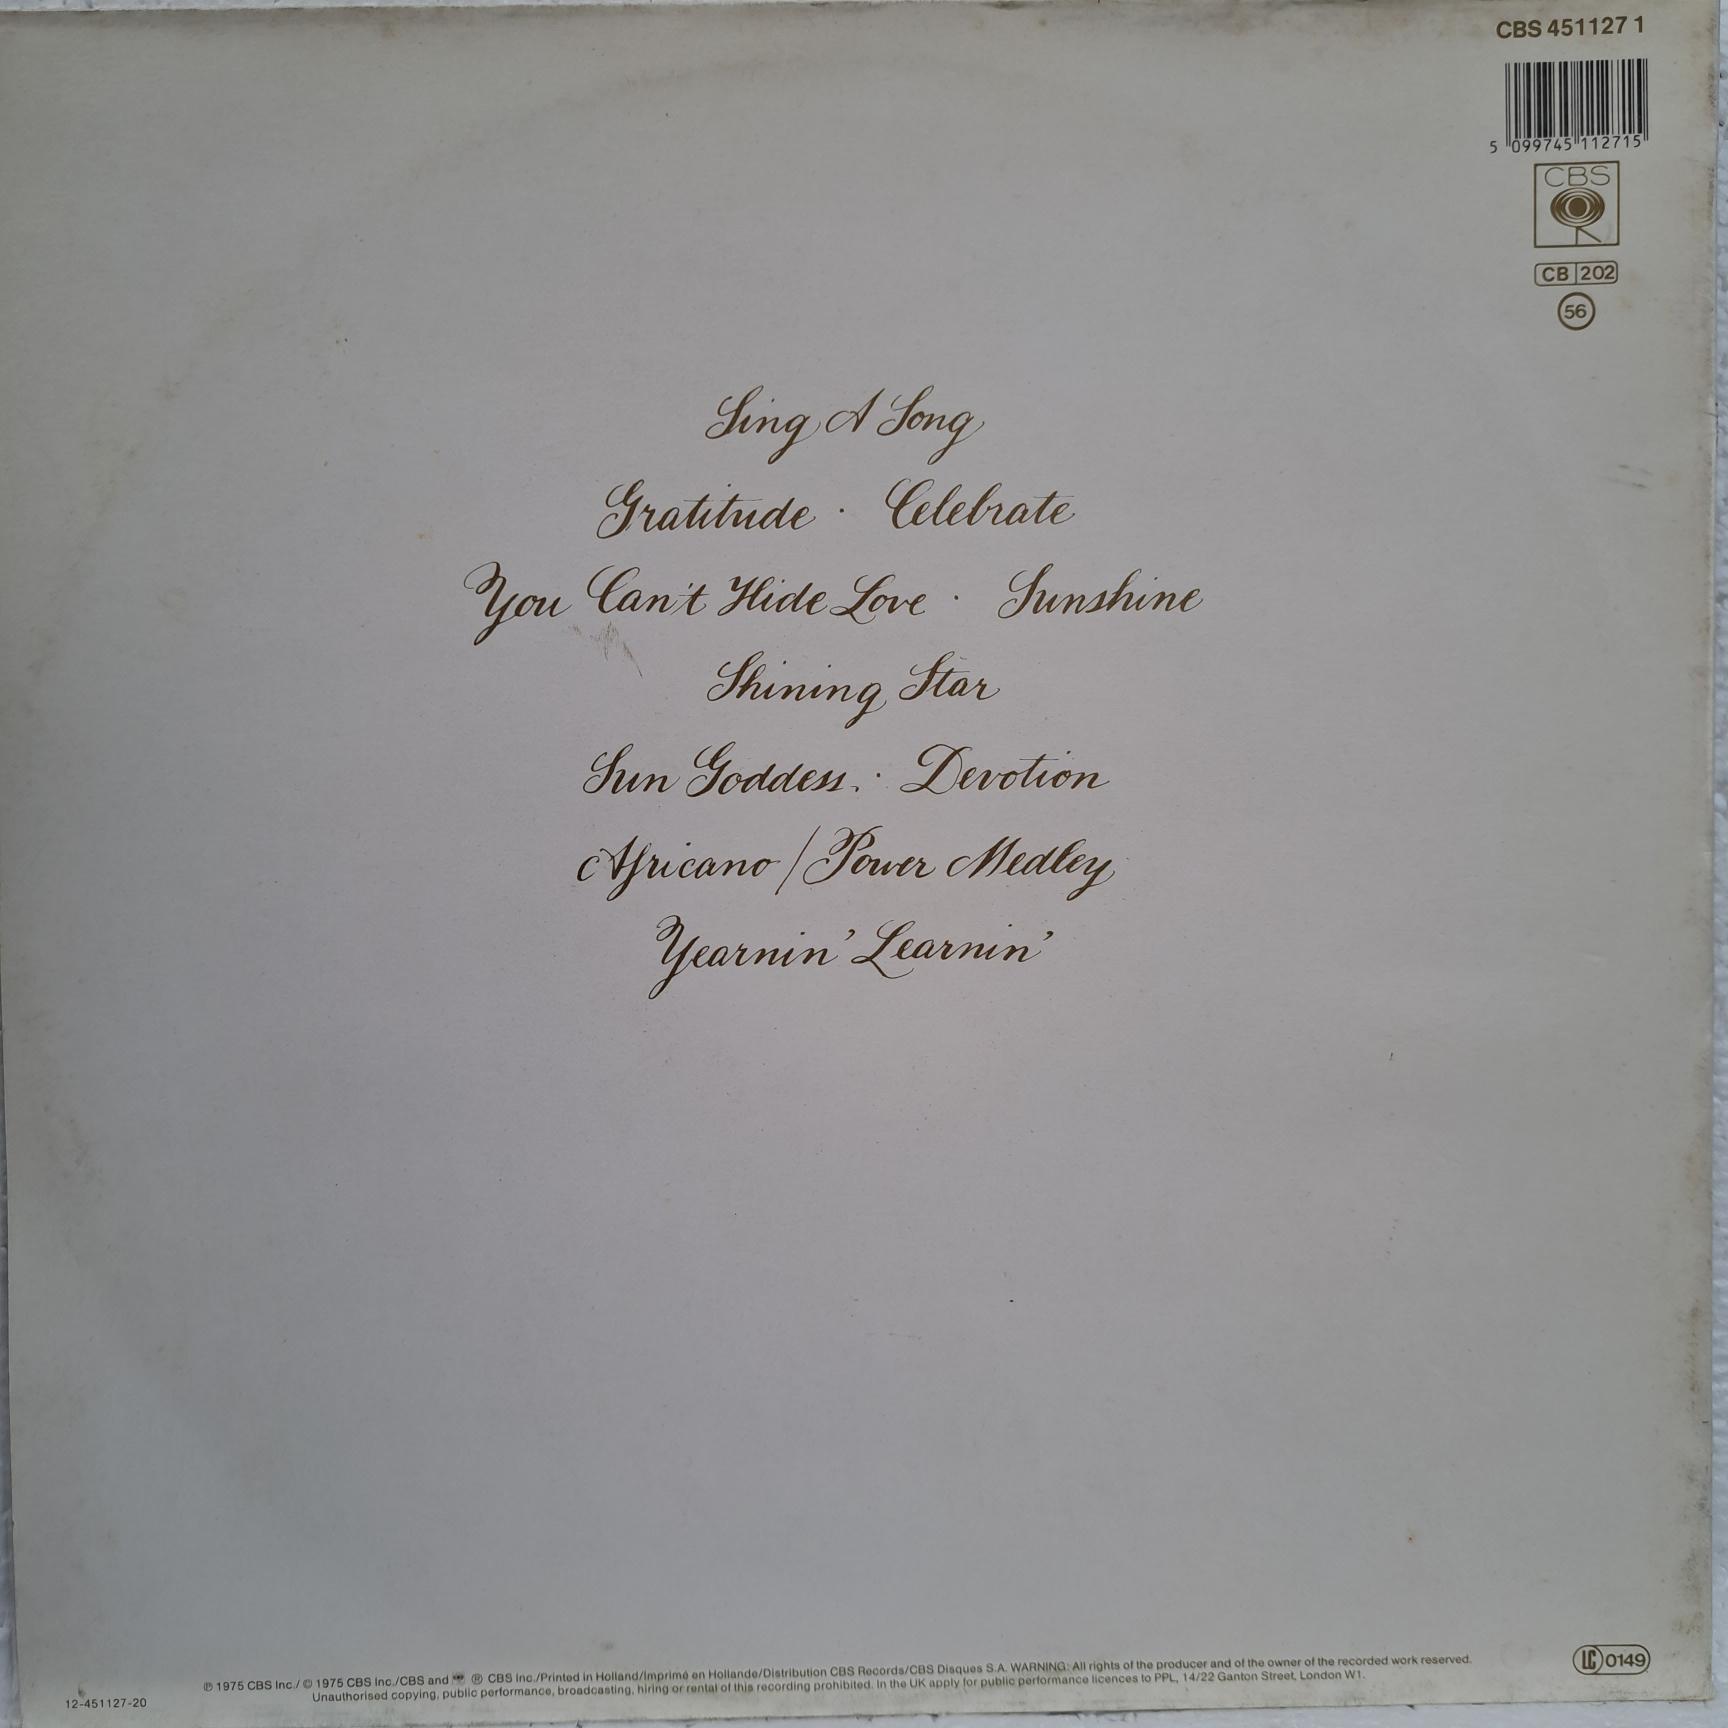 CBS 451127 1
5 099745 112715
CBS
CB 202
56
Sing A Song
Gratitude · Celebrate
You Can't Hide Love · Sunshine
Shining Star
Sun Goddess. · Devotion
Africano / Power Medley
Yearnin' Learnin'
℗ 1975 CBS Inc./ © 1975 CBS Inc./CBS and ® CBS Inc./Printed in Holland/Imprimé en Hollande/Distribution CBS Records/CBS Disques S.A. WARNING: All rights of the producer and of the owner of the recorded work reserved.
Unauthorised copying, public performance, broadcasting, hiring or rental of this recording prohibited. In the UK apply for public performance licences to PPL, 14/22 Ganton Street, London W1.
12-451127-20
LC 0149